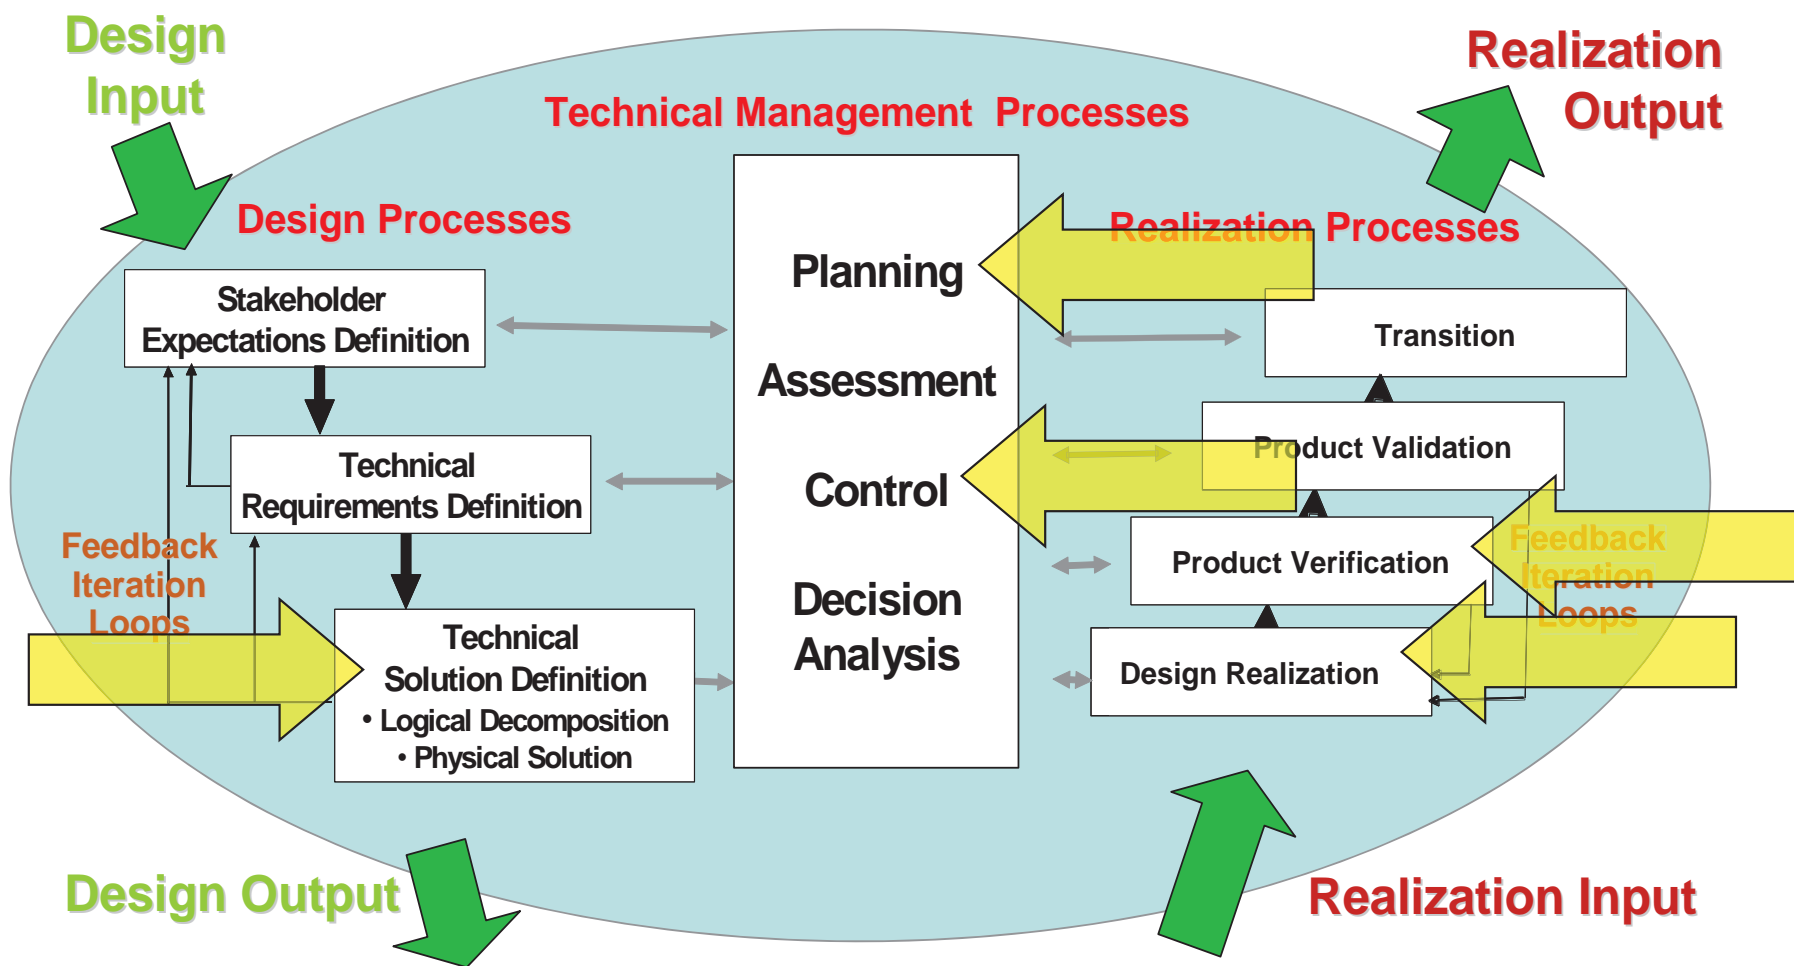 Design
Input
Realization
Output
Technical Management Processes
Design Processes
Realization Processes
Stakeholder
Expectations Definition
Technical
Requirements Definition
Feedback
Iteration
Loops
Technical
Solution Definition
• Logical Decomposition
• Physical Solution
Planning
Assessment
Control
Decision
Analysis
Transition
Product Validation
Product Verification
Design Realization
Feedback
Iteration
Loops
Design Output
Realization Input